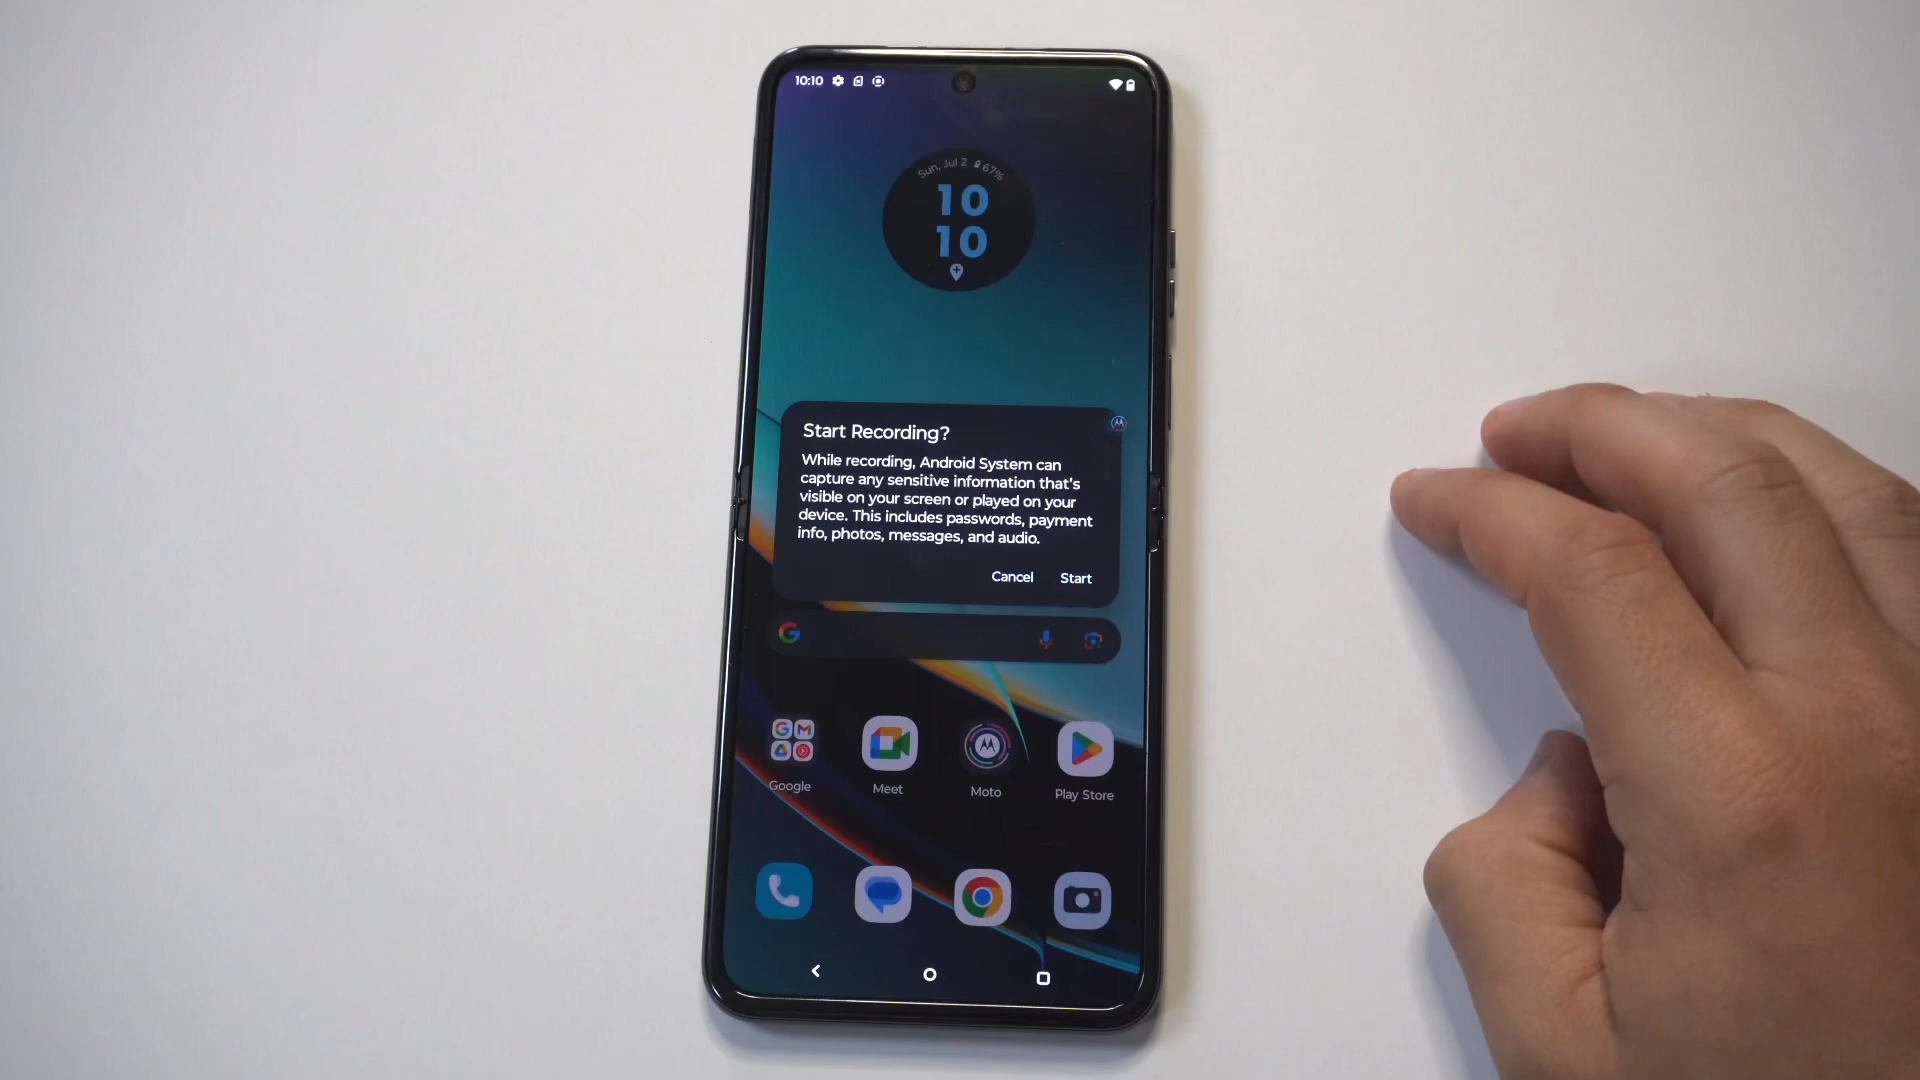 10:10
Sun, Jul 2 67%
10
10
Start Recording?
While recording, Android System can
capture any sensitive information that's
visible on your screen or played on your
device. This includes passwords, payment
info, photos, messages, and audio.
Cancel Start
Google Meet Moto Play Store